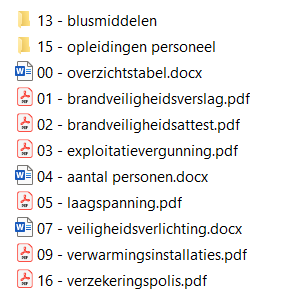 13 - blusmiddelen
15 - opleidingen personeel
00 - overzichtstabel.docx
01 - brandveiligheidsverslag.pdf
02 - brandveiligheidsattest.pdf
03 - exploitatievergunning.pdf
04 - aantal personen.docx
05 - laagspanning.pdf
07 - veiligheidsverlichting.docx
09 - verwarmingsinstallaties.pdf
16 - verzekeringspolis.pdf